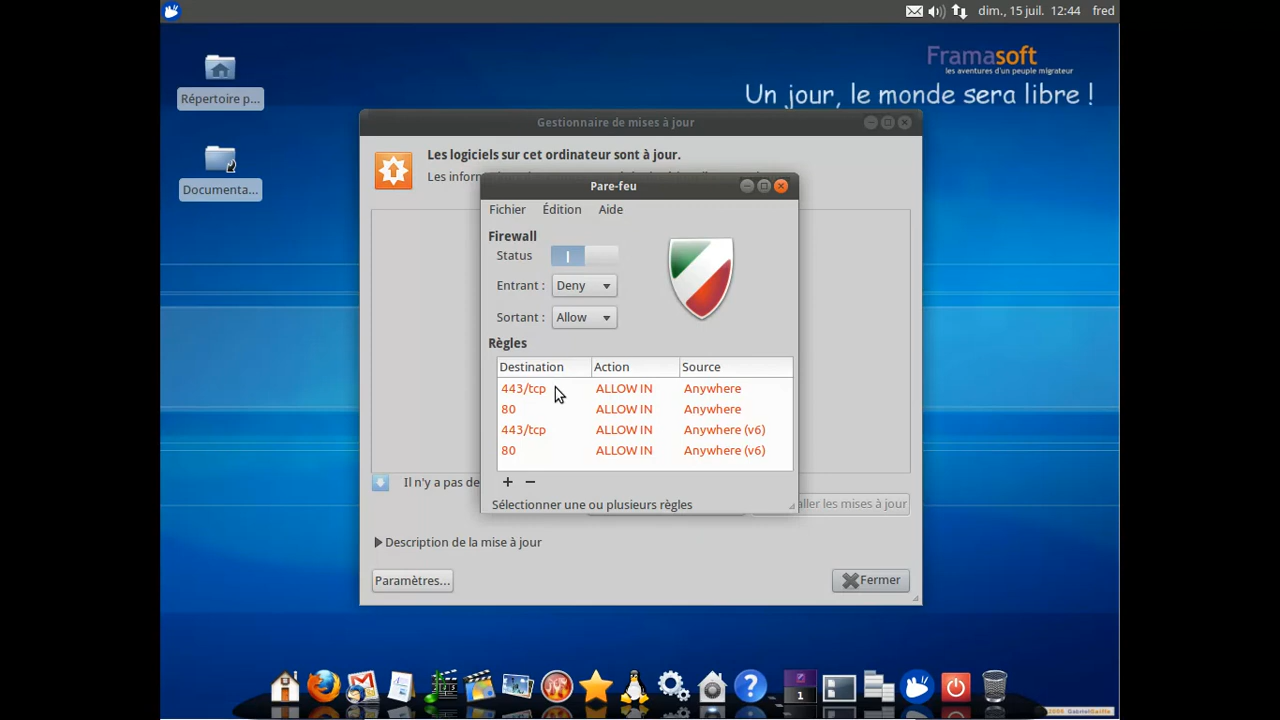 dim., 15 juil. 12:44 fred
Framasoft
les aventures d'un peuple migrateur
Un jour, le monde sera libre !
Répertoire p...
Documenta...
Gestionnaire de mises à jour
Les logiciels sur cet ordinateur sont à jour.
Les
Pare-feu
Fichier Édition Aide
Firewall
Status
Entrant : Deny
Sortant : Allow
Règles
Destination Action Source
443/tcp ALLOW IN Anywhere
80 ALLOW IN Anywhere
443/tcp ALLOW IN Anywhere (v6)
80 ALLOW IN Anywhere (v6)
+ −
Sélectionner une ou plusieurs règles
Il n'y a pas de
les mises à jour
Description de la mise à jour
Paramètres...
Fermer
1